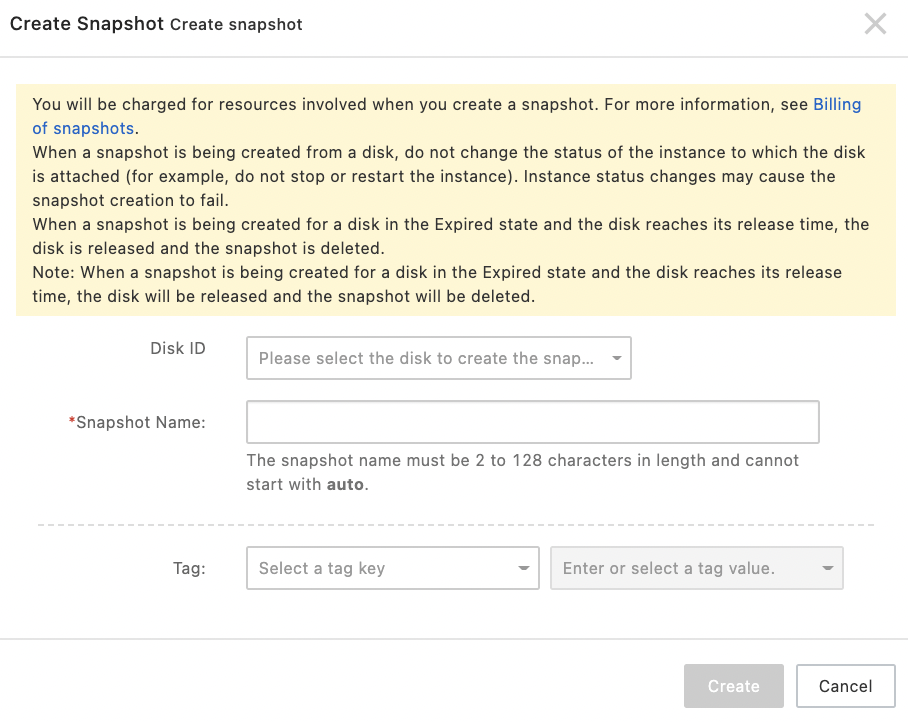 Create Snapshot Create snapshot
You will be charged for resources involved when you create a snapshot. For more information, see Billing
of snapshots.
When a snapshot is being created from a disk, do not change the status of the instance to which the disk
is attached (for example, do not stop or restart the instance). Instance status changes may cause the
snapshot creation to fail.
When a snapshot is being created for a disk in the Expired state and the disk reaches its release time, the
disk is released and the snapshot is deleted.
Note: When a snapshot is being created for a disk in the Expired state and the disk reaches its release
time, the disk will be released and the snapshot will be deleted.
Disk ID
Please select the disk to create the snap...
*Snapshot Name:
The snapshot name must be 2 to 128 characters in length and cannot
start with auto.
Tag:
Select a tag key
Enter or select a tag value.
Create
Cancel